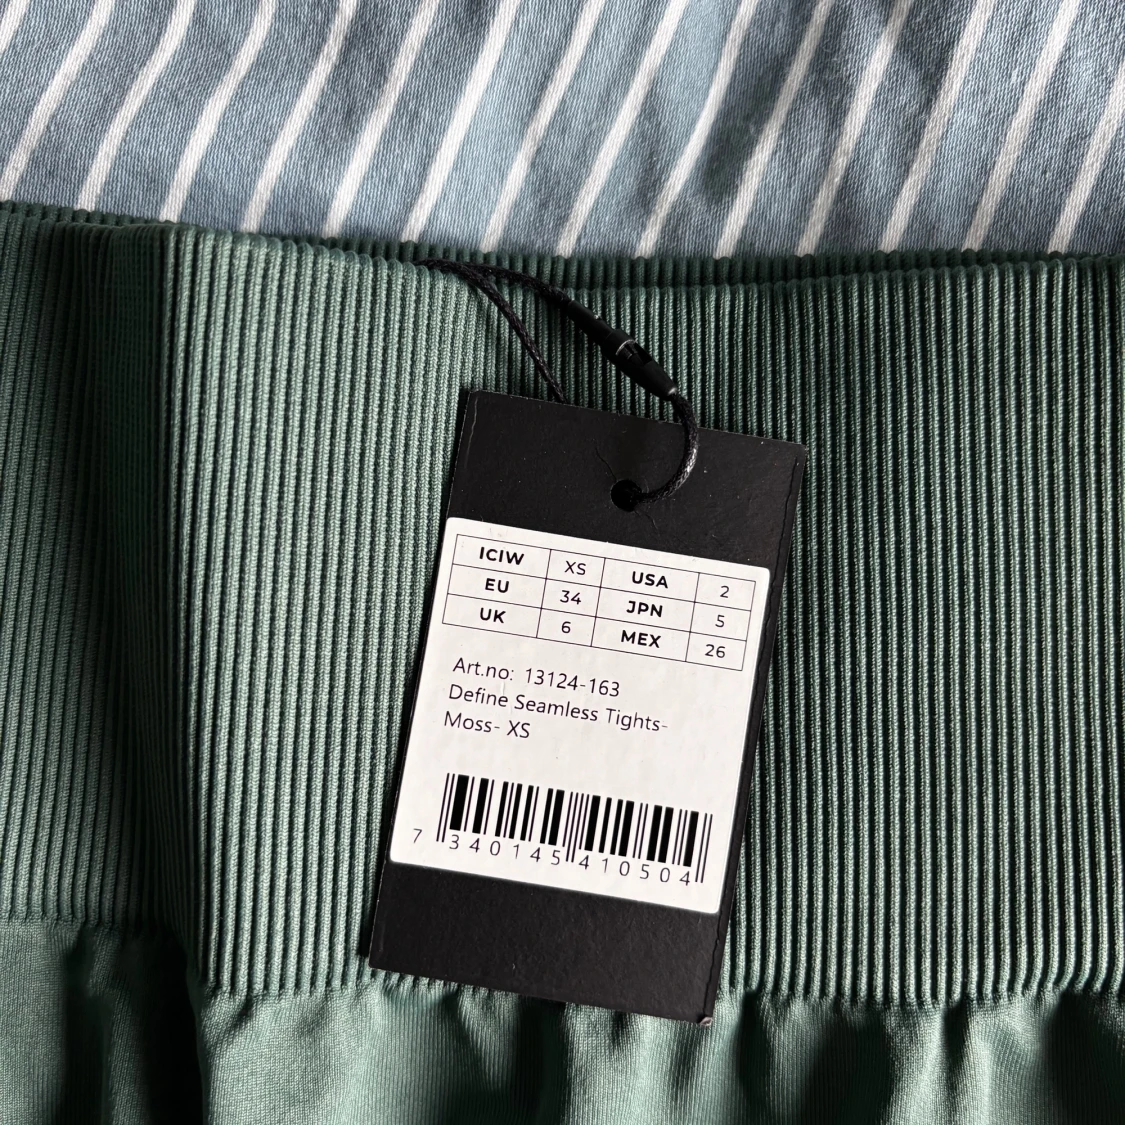 ICIW XS USA 2
EU 34 JPN 5
UK 6 MEX 26
Art.no: 13124-163
Define Seamless Tights-
Moss- XS
7 340145 410504